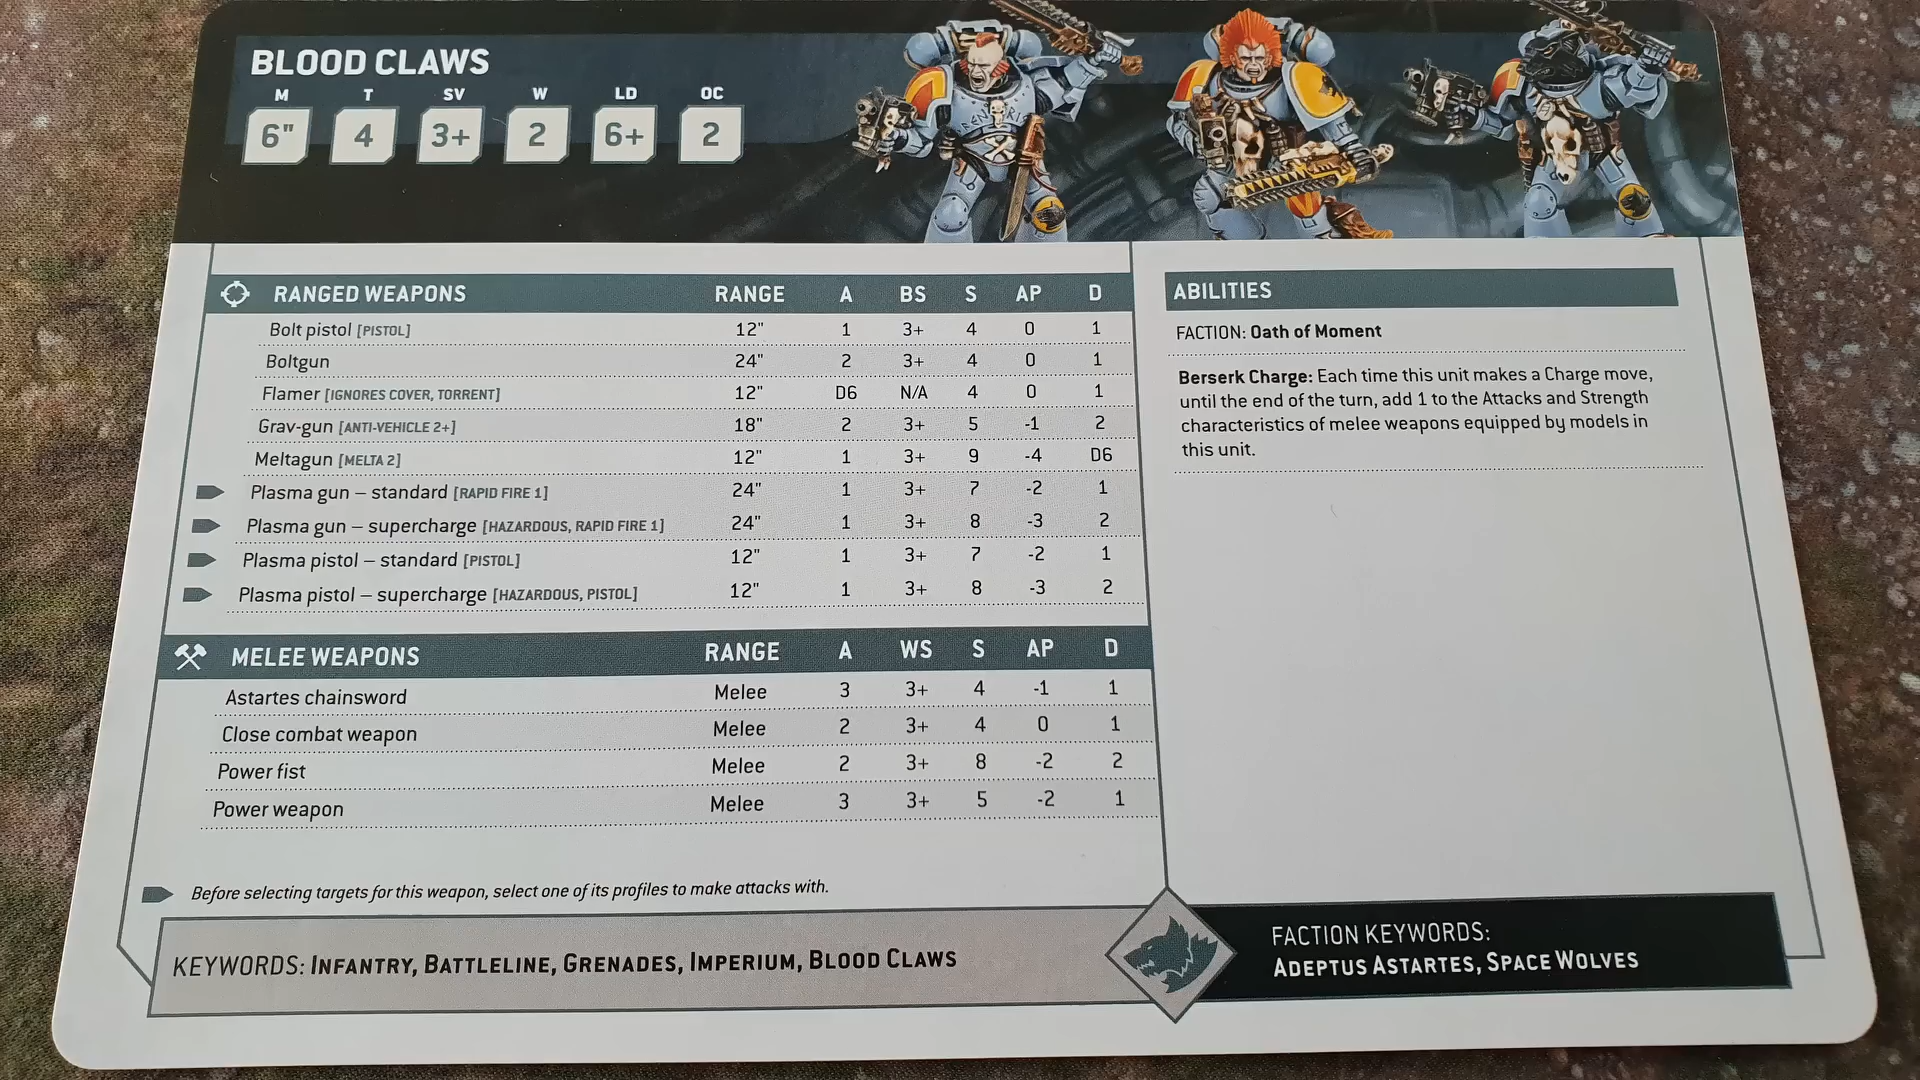 BLOOD CLAWS
M T SV W LD OC
6" 4 3+ 2 6+ 2
RANGED WEAPONS RANGE A BS S AP D
Bolt pistol [PISTOL] 12" 1 3+ 4 0 1
Boltgun 24" 2 3+ 4 0 1
Flamer [IGNORES COVER, TORRENT] 12" D6 N/A 4 0 1
Grav-gun [ANTI-VEHICLE 2+] 18" 2 3+ 5 -1 2
Meltagun [MELTA 2] 12" 1 3+ 9 -4 D6
Plasma gun – standard [RAPID FIRE 1] 24" 1 3+ 7 -2 1
Plasma gun – supercharge [HAZARDOUS, RAPID FIRE 1] 24" 1 3+ 8 -3 2
Plasma pistol – standard [PISTOL] 12" 1 3+ 7 -2 1
Plasma pistol – supercharge [HAZARDOUS, PISTOL] 12" 1 3+ 8 -3 2
MELEE WEAPONS RANGE A WS S AP D
Astartes chainsword Melee 3 3+ 4 -1 1
Close combat weapon Melee 2 3+ 4 0 1
Power fist Melee 2 3+ 8 -2 2
Power weapon Melee 3 3+ 5 -2 1
Before selecting targets for this weapon, select one of its profiles to make attacks with.
ABILITIES
FACTION: Oath of Moment
Berserk Charge: Each time this unit makes a Charge move,
until the end of the turn, add 1 to the Attacks and Strength
characteristics of melee weapons equipped by models in
this unit.
KEYWORDS: INFANTRY, BATTLELINE, GRENADES, IMPERIUM, BLOOD CLAWS
FACTION KEYWORDS:
ADEPTUS ASTARTES, SPACE WOLVES